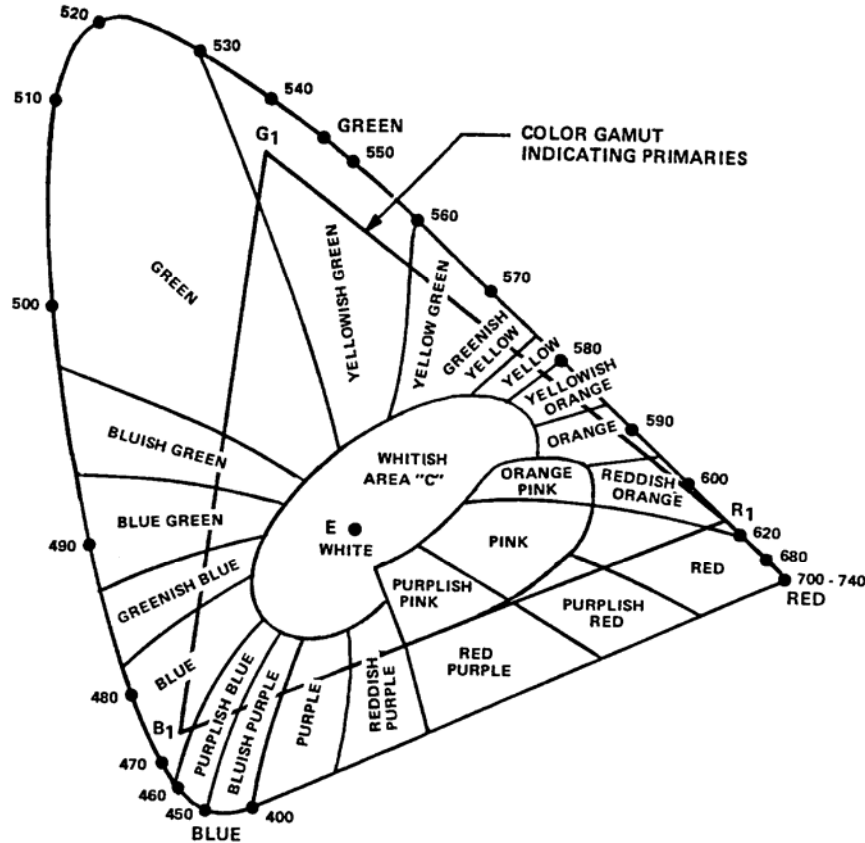 520
530
510
540
GREEN
G1
550
COLOR GAMUT
INDICATING PRIMARIES
560
GREEN
YELLOWISH GREEN
YELLOW GREEN
570
500
GREENISH
YELLOW
YELLOW
580
YELLOWISH
ORANGE
590
ORANGE
BLUISH GREEN
WHITISH
AREA "C"
ORANGE
PINK
REDDISH
ORANGE
600
R1
BLUE GREEN
E
WHITE
PINK
620
490
680
RED
700 - 740
RED
GREENISH BLUE
PURPLISH
PINK
PURPLISH
RED
BLUE
RED
PURPLE
480
B1
PURPLISH BLUE
BLUISH PURPLE
PURPLE
REDDISH
PURPLE
470
460
450
400
BLUE